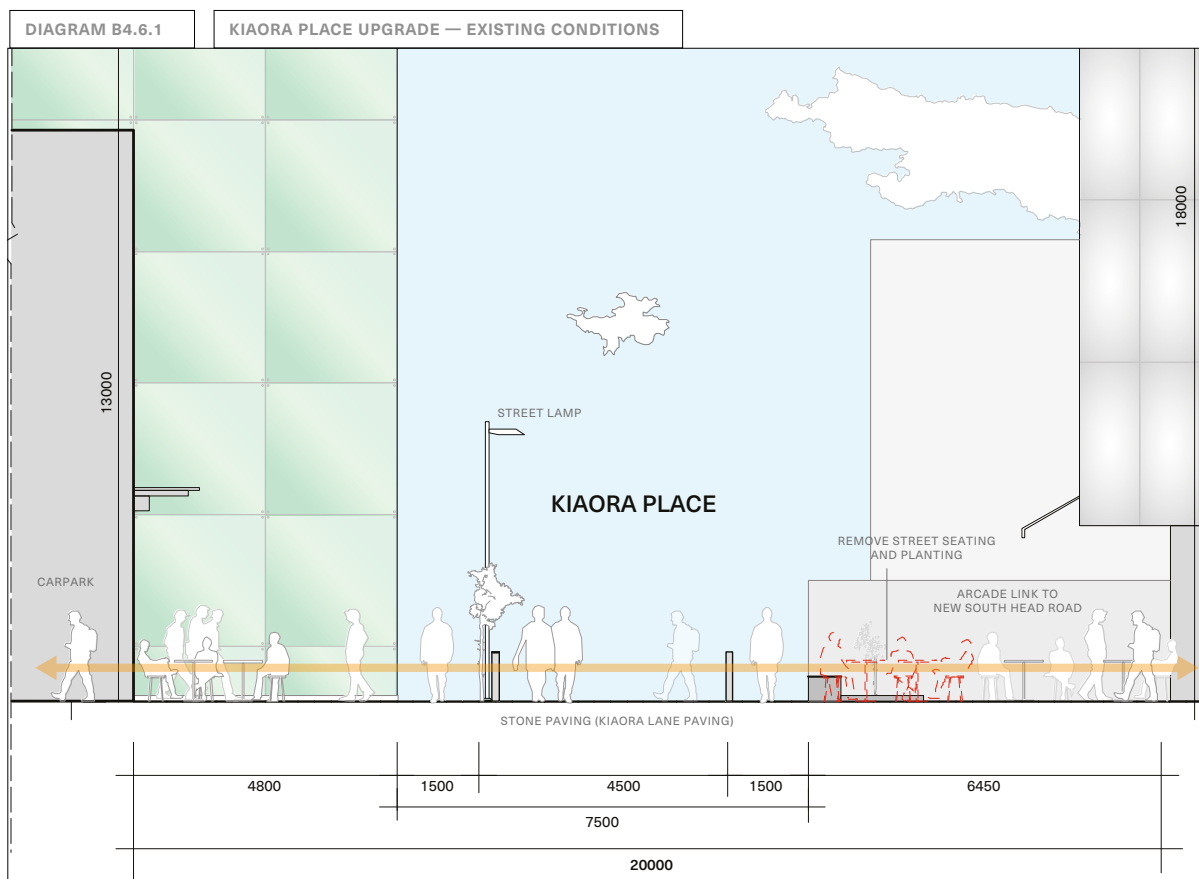 DIAGRAM B4.6.1
KIAORA PLACE UPGRADE — EXISTING CONDITIONS
18000
13000
STREET LAMP
KIAORA PLACE
REMOVE STREET SEATING
AND PLANTING
CARPARK
ARCADE LINK TO
NEW SOUTH HEAD ROAD
STONE PAVING (KIAORA LANE PAVING)
4800
1500
4500
1500
6450
7500
20000